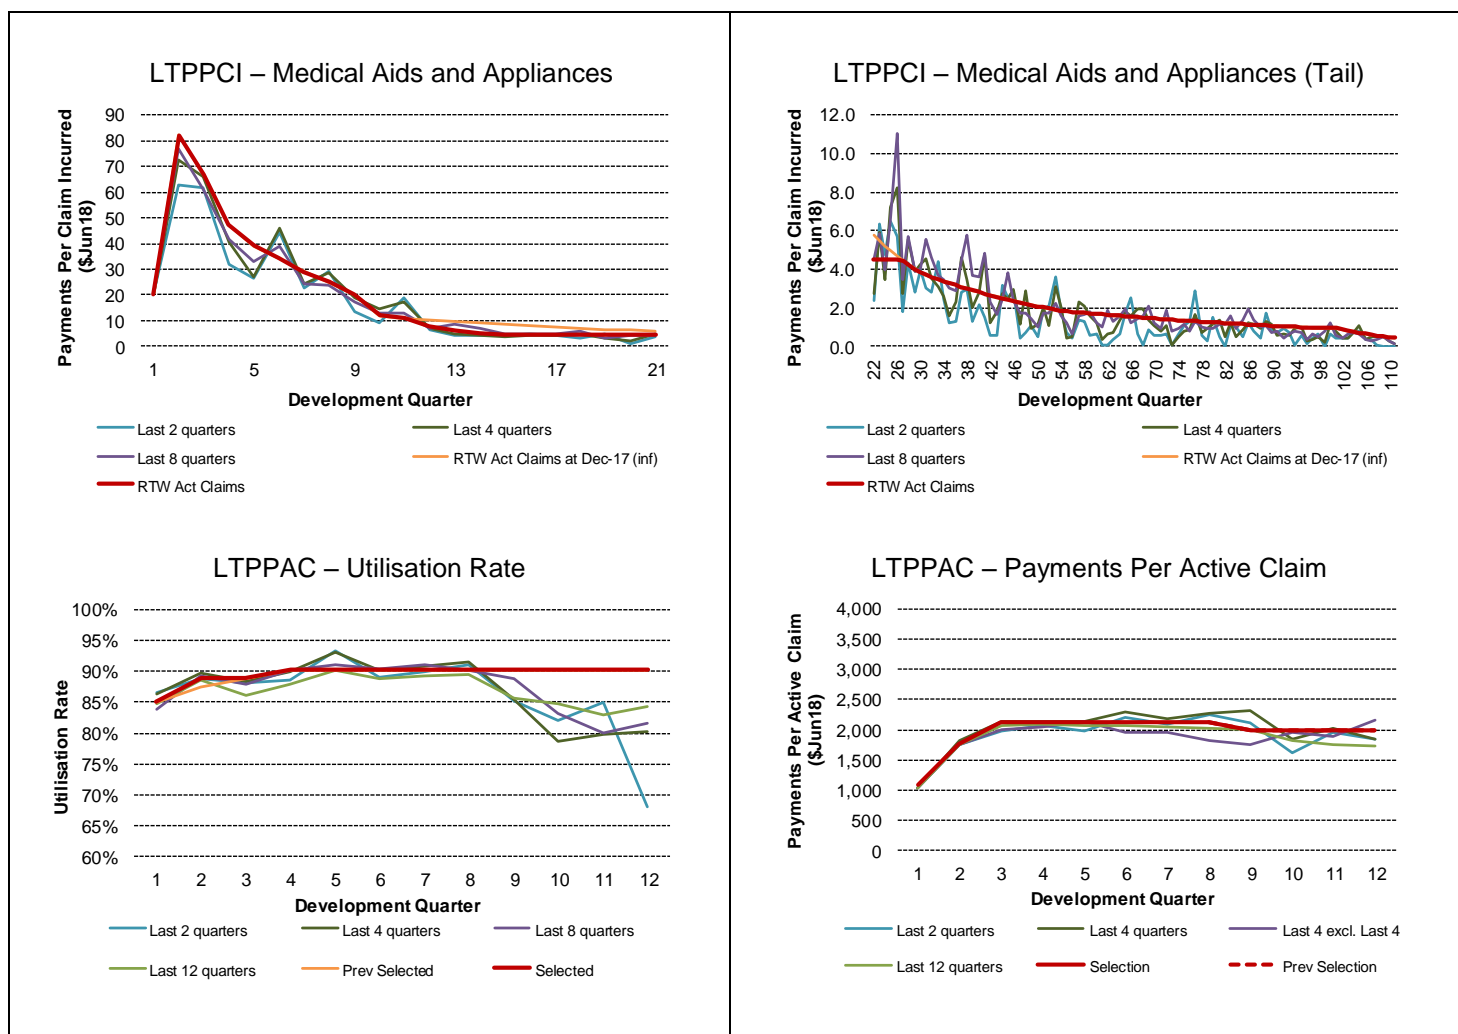 LTPPCI – Medical Aids and Appliances
Payments Per Claim Incurred
($Jun18)
90
80
70
60
50
40
30
20
10
0
1 5 9 13 17 21
Development Quarter
Last 2 quarters Last 4 quarters
Last 8 quarters RTW Act Claims at Dec-17 (inf)
RTW Act Claims
LTPPCI – Medical Aids and Appliances (Tail)
Payments Per Claim Incurred
($Jun18)
12.0
10.0
8.0
6.0
4.0
2.0
0.0
22 26 30 34 38 42 46 50 54 58 62 66 70 74 78 82 86 90 94 98 102 106 110
Development Quarter
Last 2 quarters Last 4 quarters
Last 8 quarters RTW Act Claims at Dec-17 (inf)
RTW Act Claims
LTPPAC – Utilisation Rate
Utilisation Rate
100%
95%
90%
85%
80%
75%
70%
65%
60%
1 2 3 4 5 6 7 8 9 10 11 12
Development Quarter
Last 2 quarters Last 4 quarters Last 8 quarters
Last 12 quarters Prev Selected Selected
LTPPAC – Payments Per Active Claim
Payments Per Active Claim
($Jun18)
4,000
3,500
3,000
2,500
2,000
1,500
1,000
500
0
1 2 3 4 5 6 7 8 9 10 11 12
Development Quarter
Last 2 quarters Last 4 quarters Last 4 excl. Last 4
Last 12 quarters Selection Prev Selection